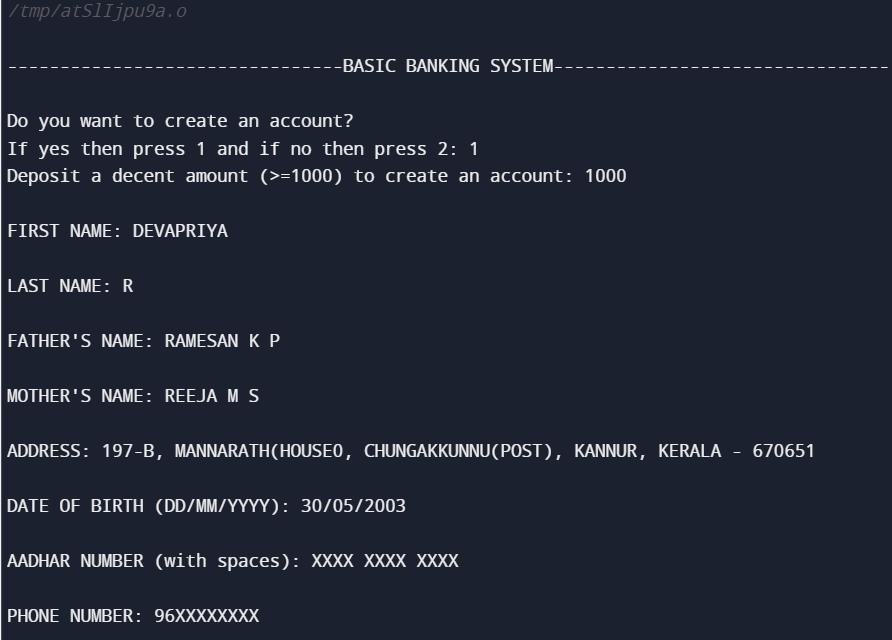 /tmp/atSlIjpu9a.o
--------------------------------BASIC BANKING SYSTEM--------------------------------
Do you want to create an account?
If yes then press 1 and if no then press 2: 1
Deposit a decent amount (>=1000) to create an account: 1000
FIRST NAME: DEVAPRIYA
LAST NAME: R
FATHER'S NAME: RAMESAN K P
MOTHER'S NAME: REEJA M S
ADDRESS: 197-B, MANNARATH(HOUSE0, CHUNGAKKUNNU(POST), KANNUR, KERALA - 670651
DATE OF BIRTH (DD/MM/YYYY): 30/05/2003
AADHAR NUMBER (with spaces): XXXX XXXX XXXX
PHONE NUMBER: 96XXXXXXXX